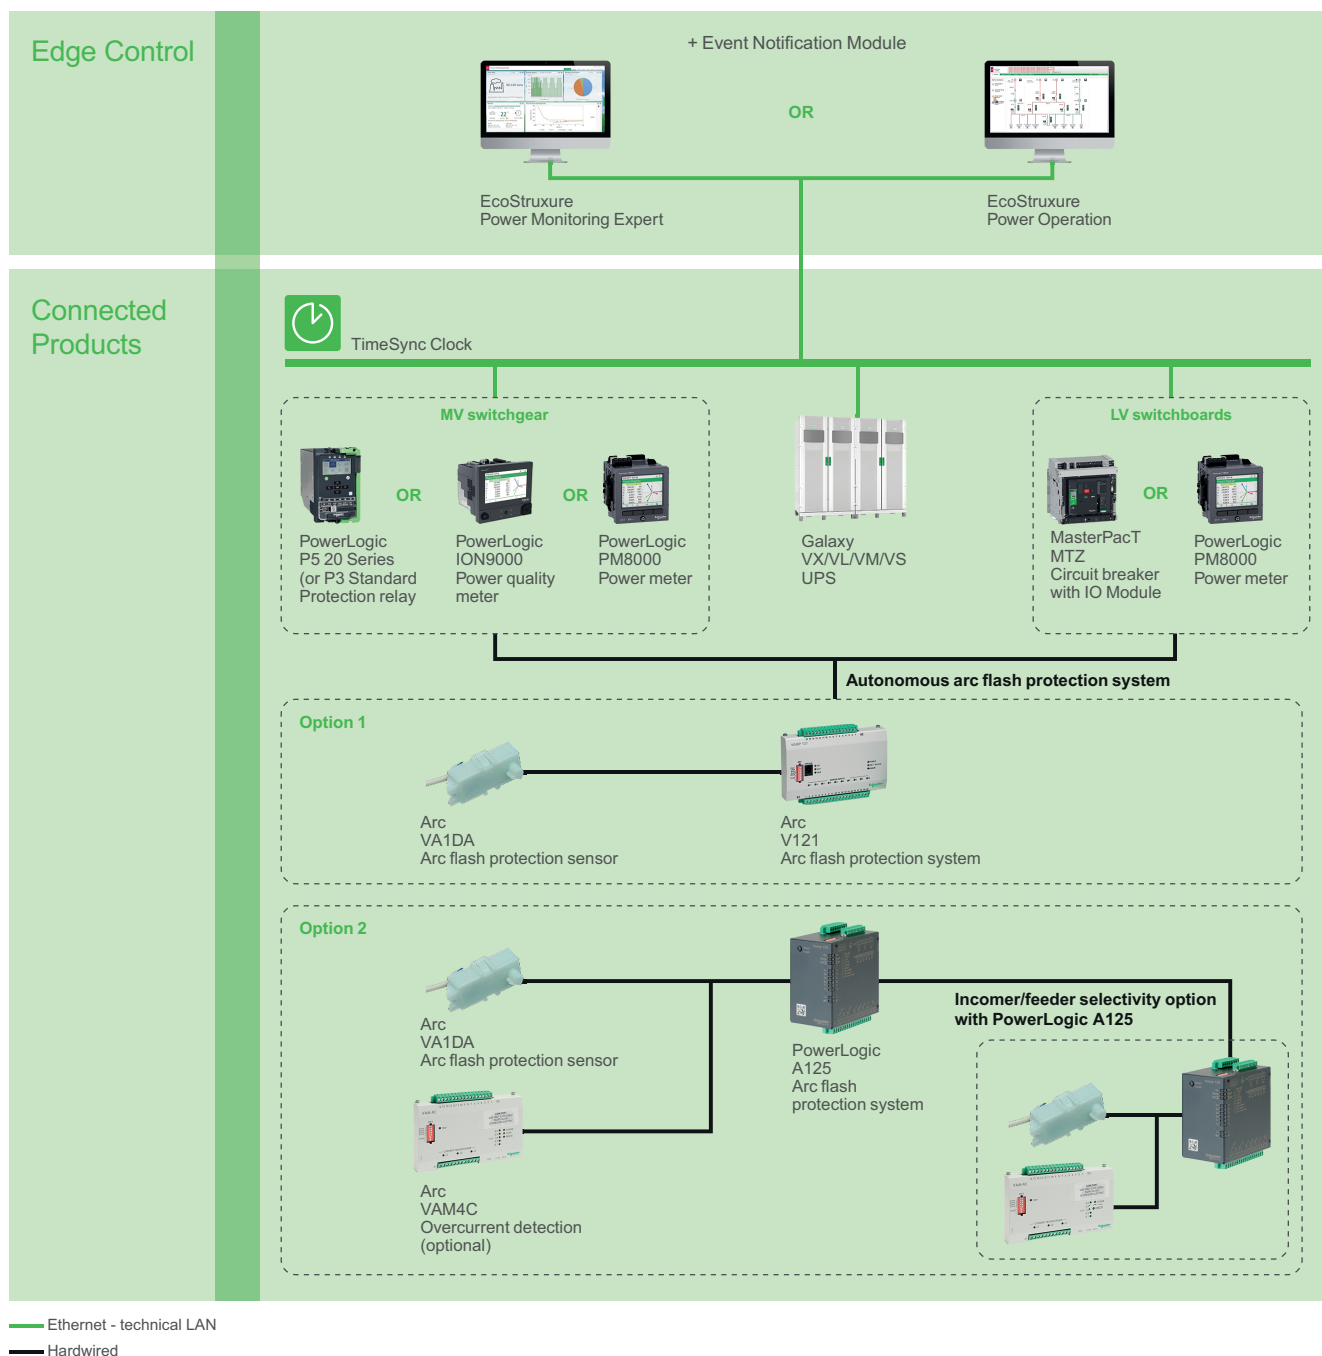 Edge Control
+ Event Notification Module
OR
EcoStruxure
Power Monitoring Expert
EcoStruxure
Power Operation
Connected
Products
TimeSync Clock
MV switchgear
OR
OR
PowerLogic
P5 20 Series
(or P3 Standard
Protection relay
PowerLogic
ION9000
Power quality
meter
PowerLogic
PM8000
Power meter
Galaxy
VX/VL/VM/VS
UPS
LV switchboards
OR
MasterPacT
MTZ
Circuit breaker
with IO Module
PowerLogic
PM8000
Power meter
Autonomous arc flash protection system
Option 1
Arc
VA1DA
Arc flash protection sensor
Arc
V121
Arc flash protection system
Option 2
Arc
VA1DA
Arc flash protection sensor
Arc
VAM4C
Overcurrent detection
(optional)
PowerLogic
A125
Arc flash
protection system
Incomer/feeder selectivity option
with PowerLogic A125
Ethernet - technical LAN
Hardwired